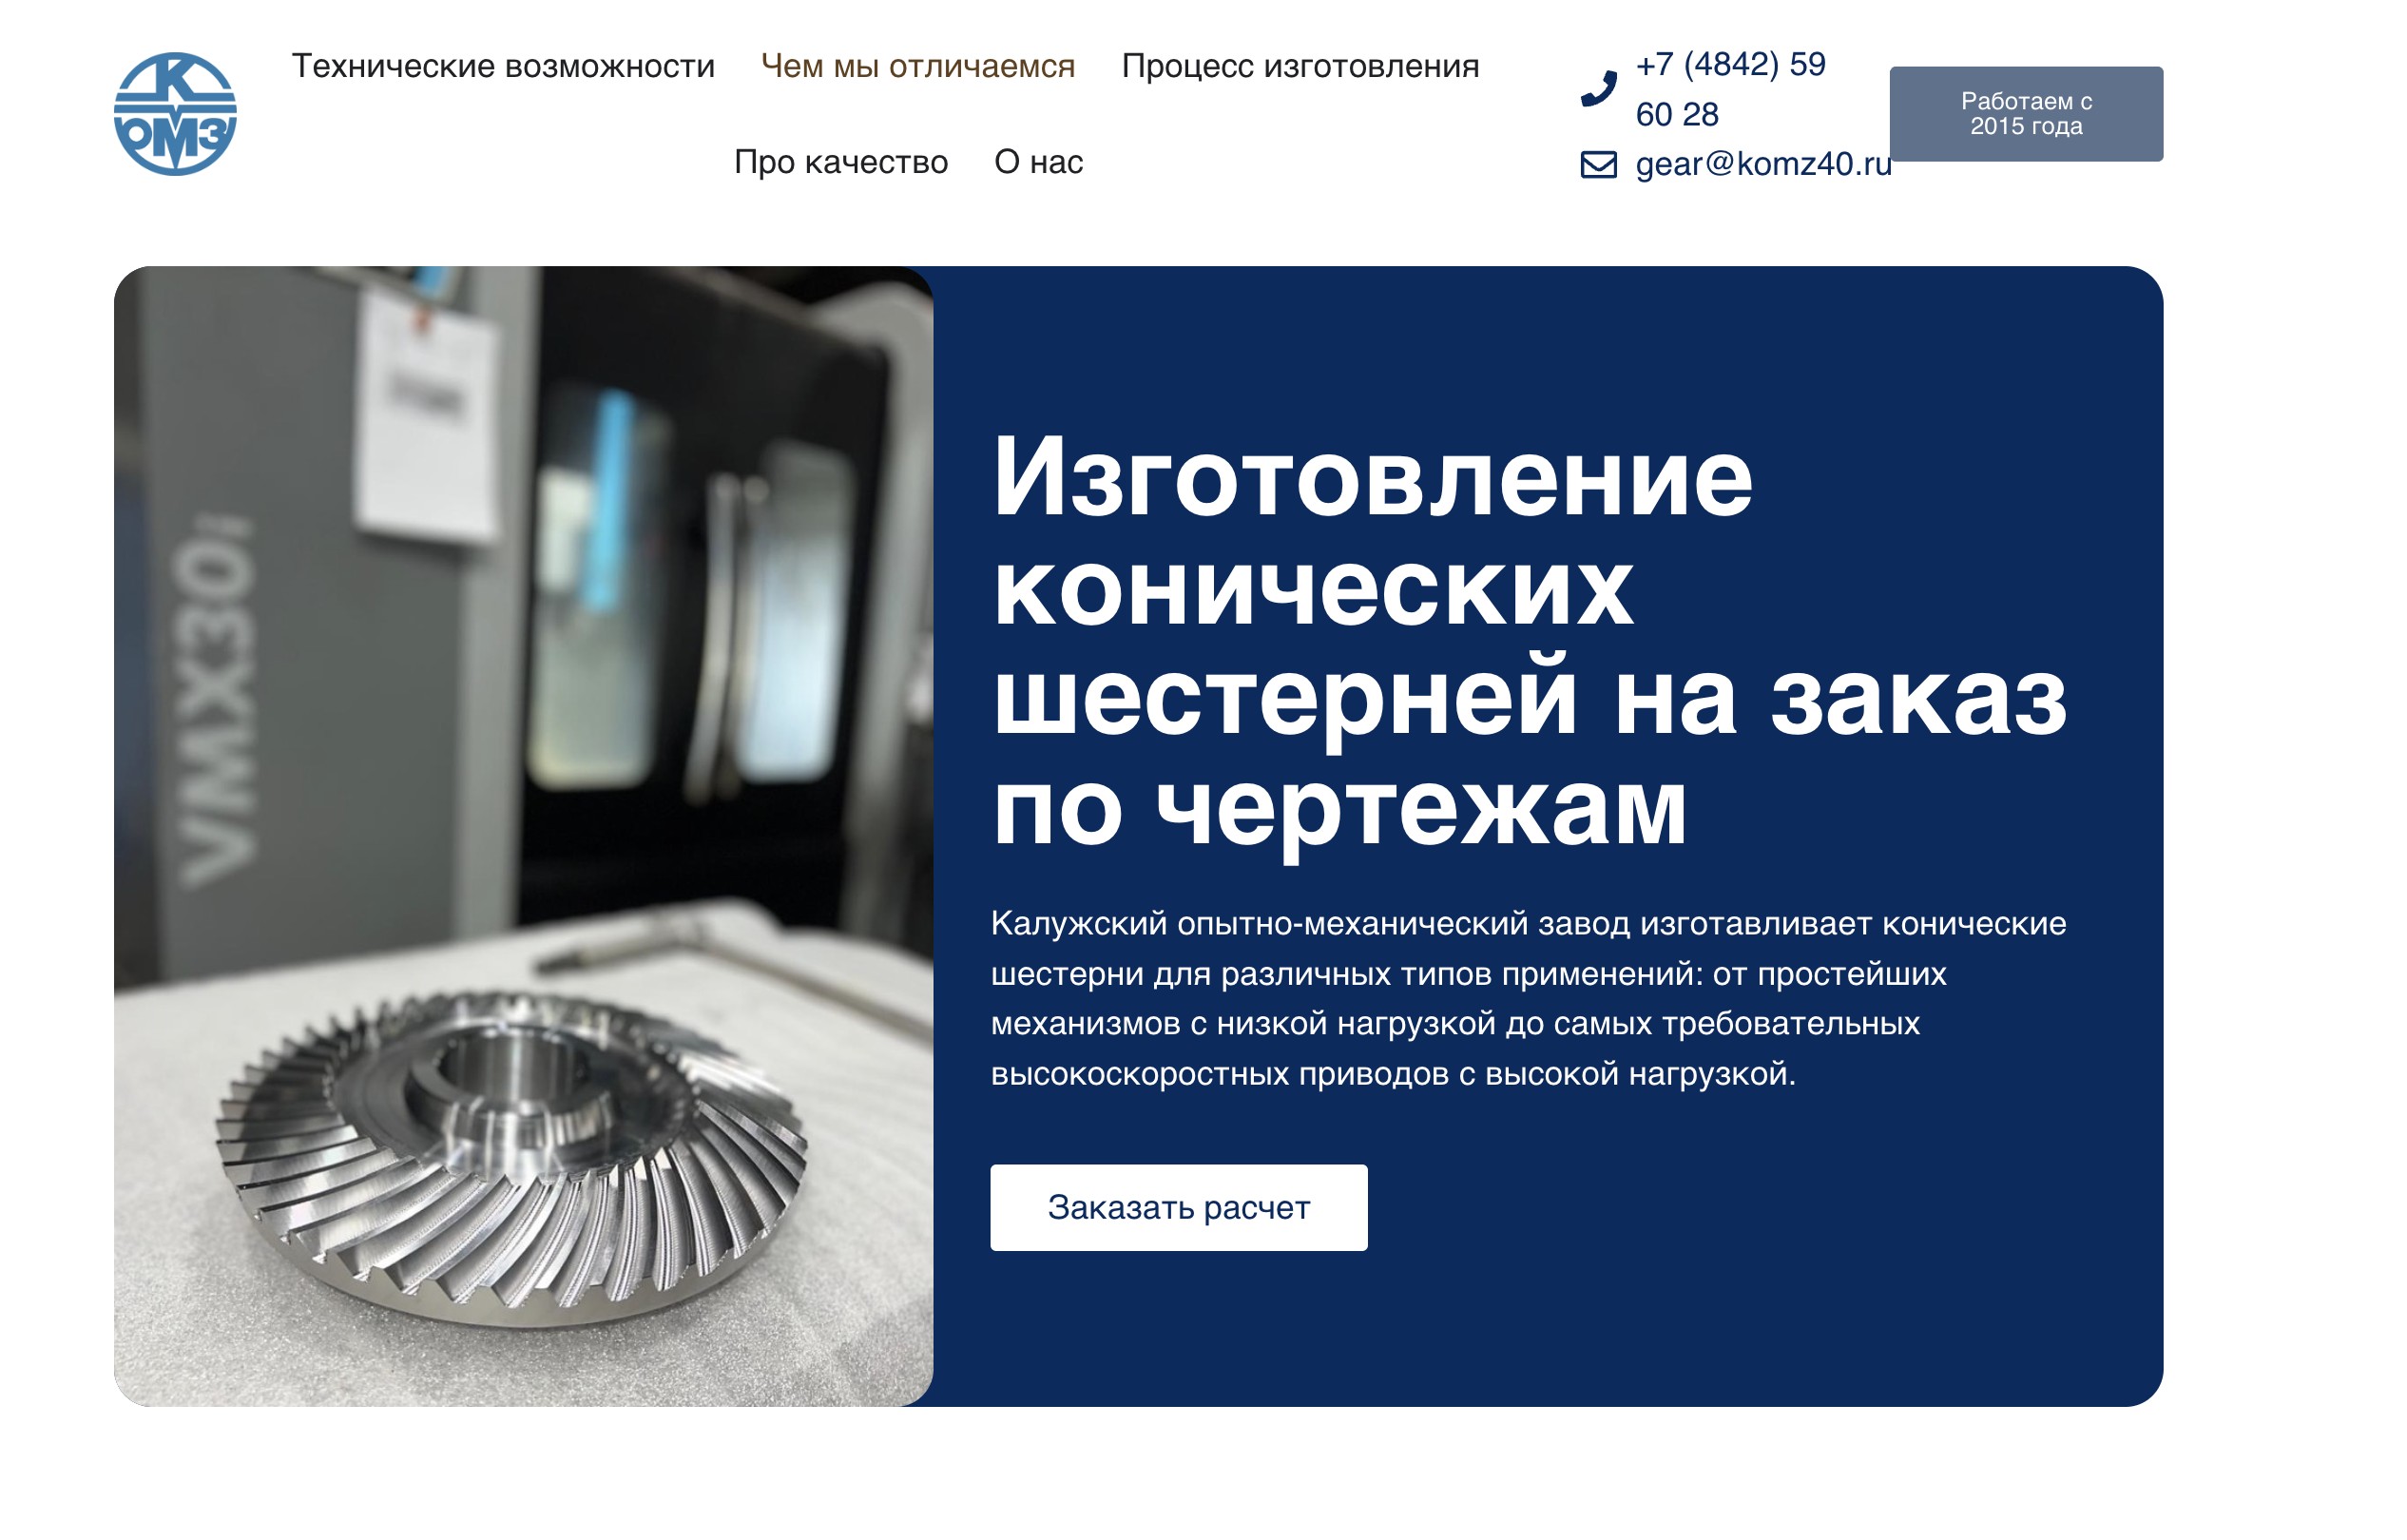 К
ОМЗ
Технические возможности Чем мы отличаемся Процесс изготовления
Про качество О нас
+7 (4842) 59
60 28
gear@komz40.ru
Работаем с
2015 года
VMX30i
Изготовление
конических
шестерней на заказ
по чертежам
Калужский опытно-механический завод изготавливает конические
шестерни для различных типов применений: от простейших
механизмов с низкой нагрузкой до самых требовательных
высокоскоростных приводов с высокой нагрузкой.
Заказать расчет